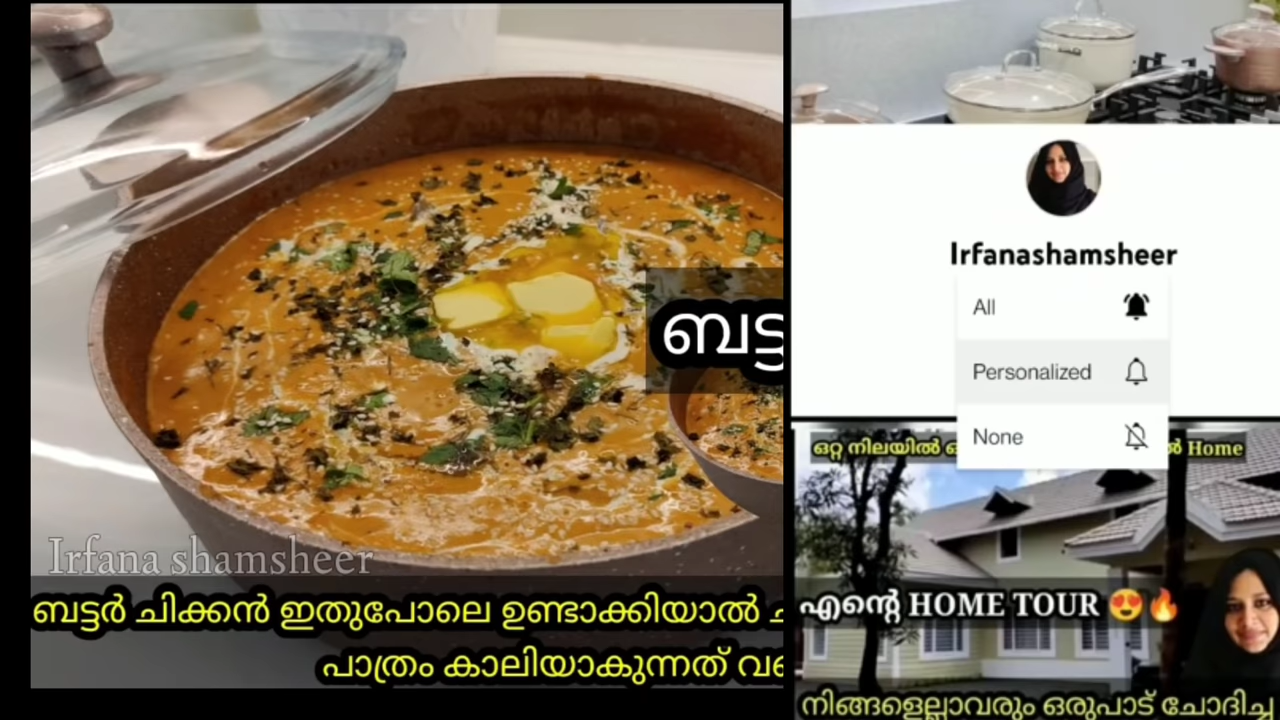 ബട്ട
Irfana shamsheer
ബട്ടർ ചിക്കൻ ഇതുപോലെ ഉണ്ടാക്കിയാൽ
പാത്രം കാലിയാകുന്നത്
Irfanashamsheer
All
Personalized
None
ഒറ്റ നിലയിൽ
Home
എന്റെ HOME TOUR 😍🔥
നിങ്ങളെല്ലാവരും ഒരുപാട് ചോദിച്ച